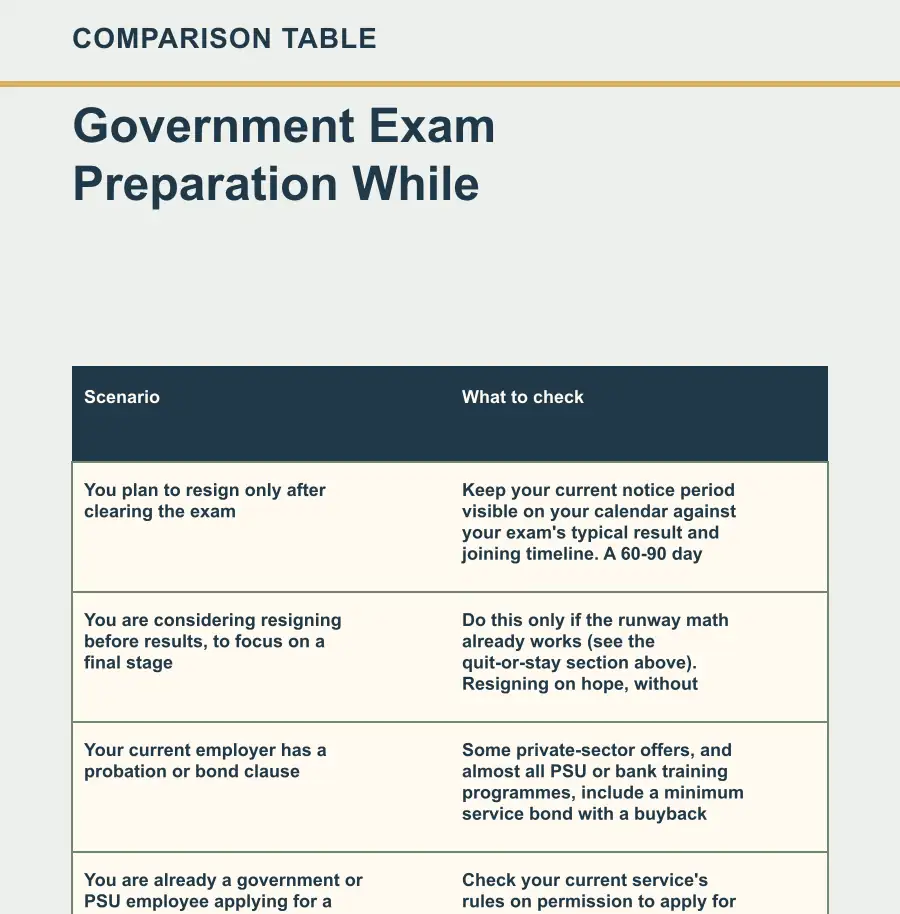 COMPARISON TABLE
Government Exam
Preparation While
Scenario
What to check
You plan to resign only after
clearing the exam
Keep your current notice period
visible on your calendar against
your exam's typical result and
joining timeline. A 60-90 day
You are considering resigning
before results, to focus on a
final stage
Do this only if the runway math
already works (see the
quit-or-stay section above).
Resigning on hope, without
Your current employer has a
probation or bond clause
Some private-sector offers, and
almost all PSU or bank training
programmes, include a minimum
service bond with a buyback
You are already a government or
PSU employee applying for a
Check your current service's
rules on permission to apply for